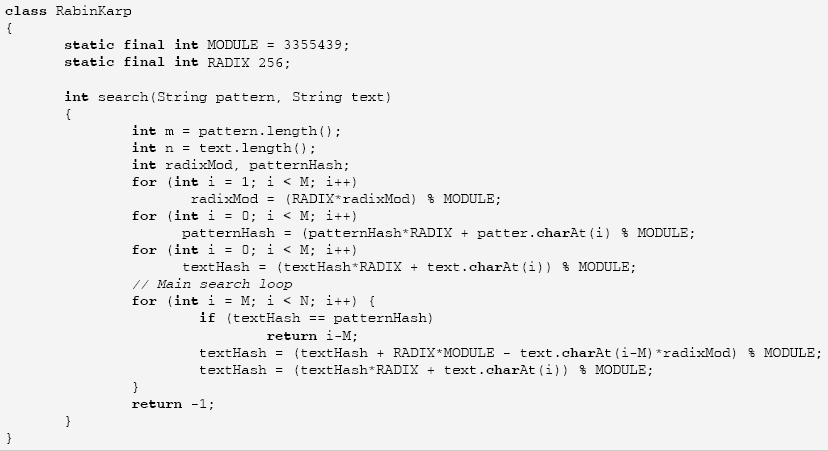 class RabinKarp
{
static final int MODULE = 3355439;
static final int RADIX 256;
int search(String pattern, String text)
{
int m = pattern.length();
int n = text.length();
int radixMod, patternHash;
for (int i = 1; i < M; i++)
radixMod = (RADIX*radixMod) % MODULE;
for (int i = 0; i < M; i++)
patternHash = (patternHash*RADIX + patter.charAt(i) % MODULE;
for (int i = 0; i < M; i++)
textHash = (textHash*RADIX + text.charAt(i)) % MODULE;
// Main search loop
for (int i = M; i < N; i++) {
if (textHash == patternHash)
return i-M;
textHash = (textHash + RADIX*MODULE - text.charAt(i-M)*radixMod) % MODULE;
textHash = (textHash*RADIX + text.charAt(i)) % MODULE;
}
return -1;
}
}